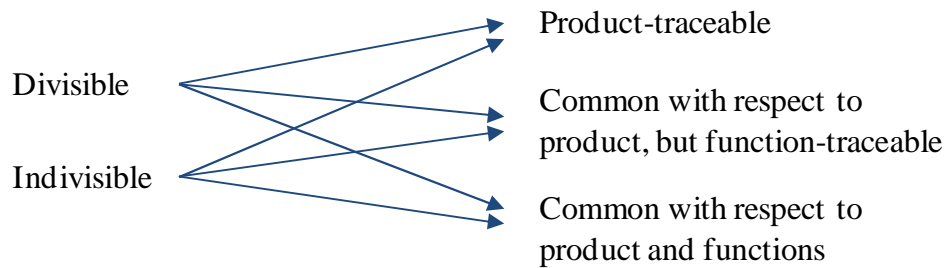 Product-traceable
Divisible
Common with respect to
product, but function-traceable
Indivisible
Common with respect to
product and functions